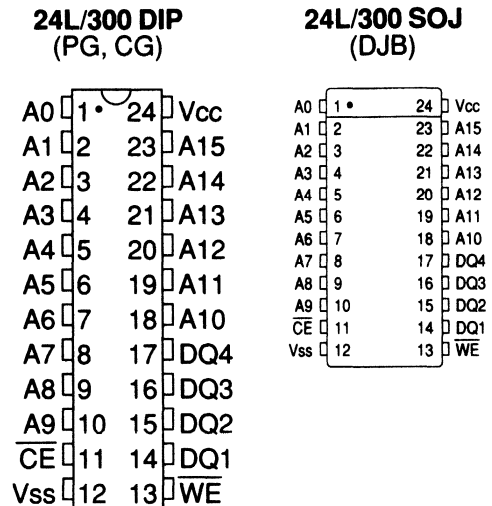 24L/300 DIP
(PG, CG)
A0 1 24 Vcc
A1 2 23 A15
A2 3 22 A14
A3 4 21 A13
A4 5 20 A12
A5 6 19 A11
A6 7 18 A10
A7 8 17 DQ4
A8 9 16 DQ3
A9 10 15 DQ2
C̅E̅ 11 14 DQ1
Vss 12 13 W̅E̅
24L/300 SOJ
(DJB)
A0 1 24 Vcc
A1 2 23 A15
A2 3 22 A14
A3 4 21 A13
A4 5 20 A12
A5 6 19 A11
A6 7 18 A10
A7 8 17 DQ4
A8 9 16 DQ3
A9 10 15 DQ2
C̅E̅ 11 14 DQ1
Vss 12 13 W̅E̅